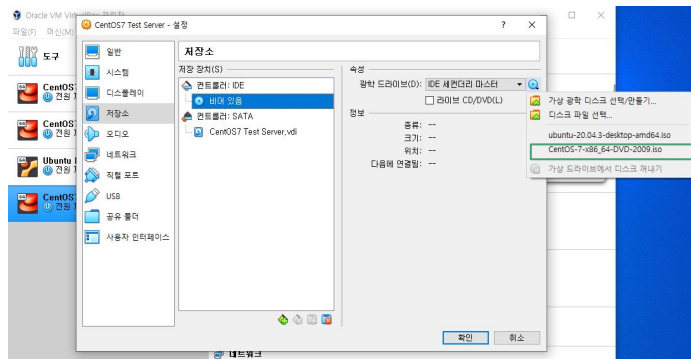 Oracle VM VirtualBox 관리자
파일(F) 머신(M)
도구
CentOS7
전원
CentOS
전원
Ubuntu
전원
CentOS
전원
CentOS7 Test Server - 설정
일반
시스템
디스플레이
저장소
오디오
네트워크
직렬 포트
USB
공유 폴더
사용자 인터페이스
저장소
저장 장치(S)
컨트롤러: IDE
비어 있음
컨트롤러: SATA
CentOS7 Test Server.vdi
속성
광학 드라이브(D): IDE 세컨더리 마스터
라이브 CD/DVD(L)
정보
종류: --
크기: --
위치: --
다음에 연결됨: --
가상 광학 디스크 선택/만들기...
디스크 파일 선택...
ubuntu-20.04.3-desktop-amd64.iso
CentOS-7-x86_64-DVD-2009.iso
가상 드라이브에서 디스크 꺼내기
확인 취소
네트워크